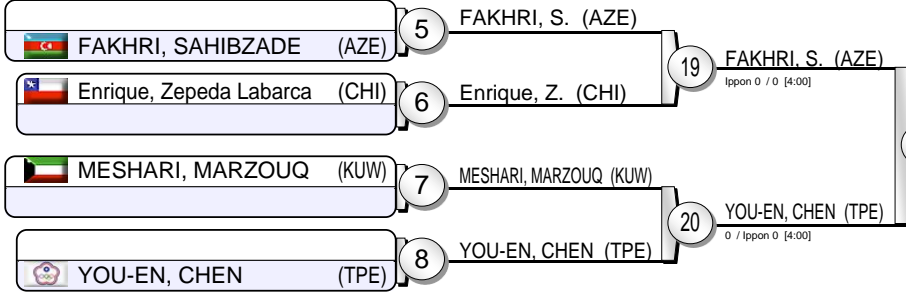 FAKHRI, SAHIBZADE (AZE)
5
FAKHRI, S. (AZE)
Enrique, Zepeda Labarca (CHI)
6
Enrique, Z. (CHI)
19
FAKHRI, S. (AZE)
Ippon 0 / 0 [4:00]
MESHARI, MARZOUQ (KUW)
7
MESHARI, MARZOUQ (KUW)
YOU-EN, CHEN (TPE)
8
YOU-EN, CHEN (TPE)
20
YOU-EN, CHEN (TPE)
0 / Ippon 0 [4:00]